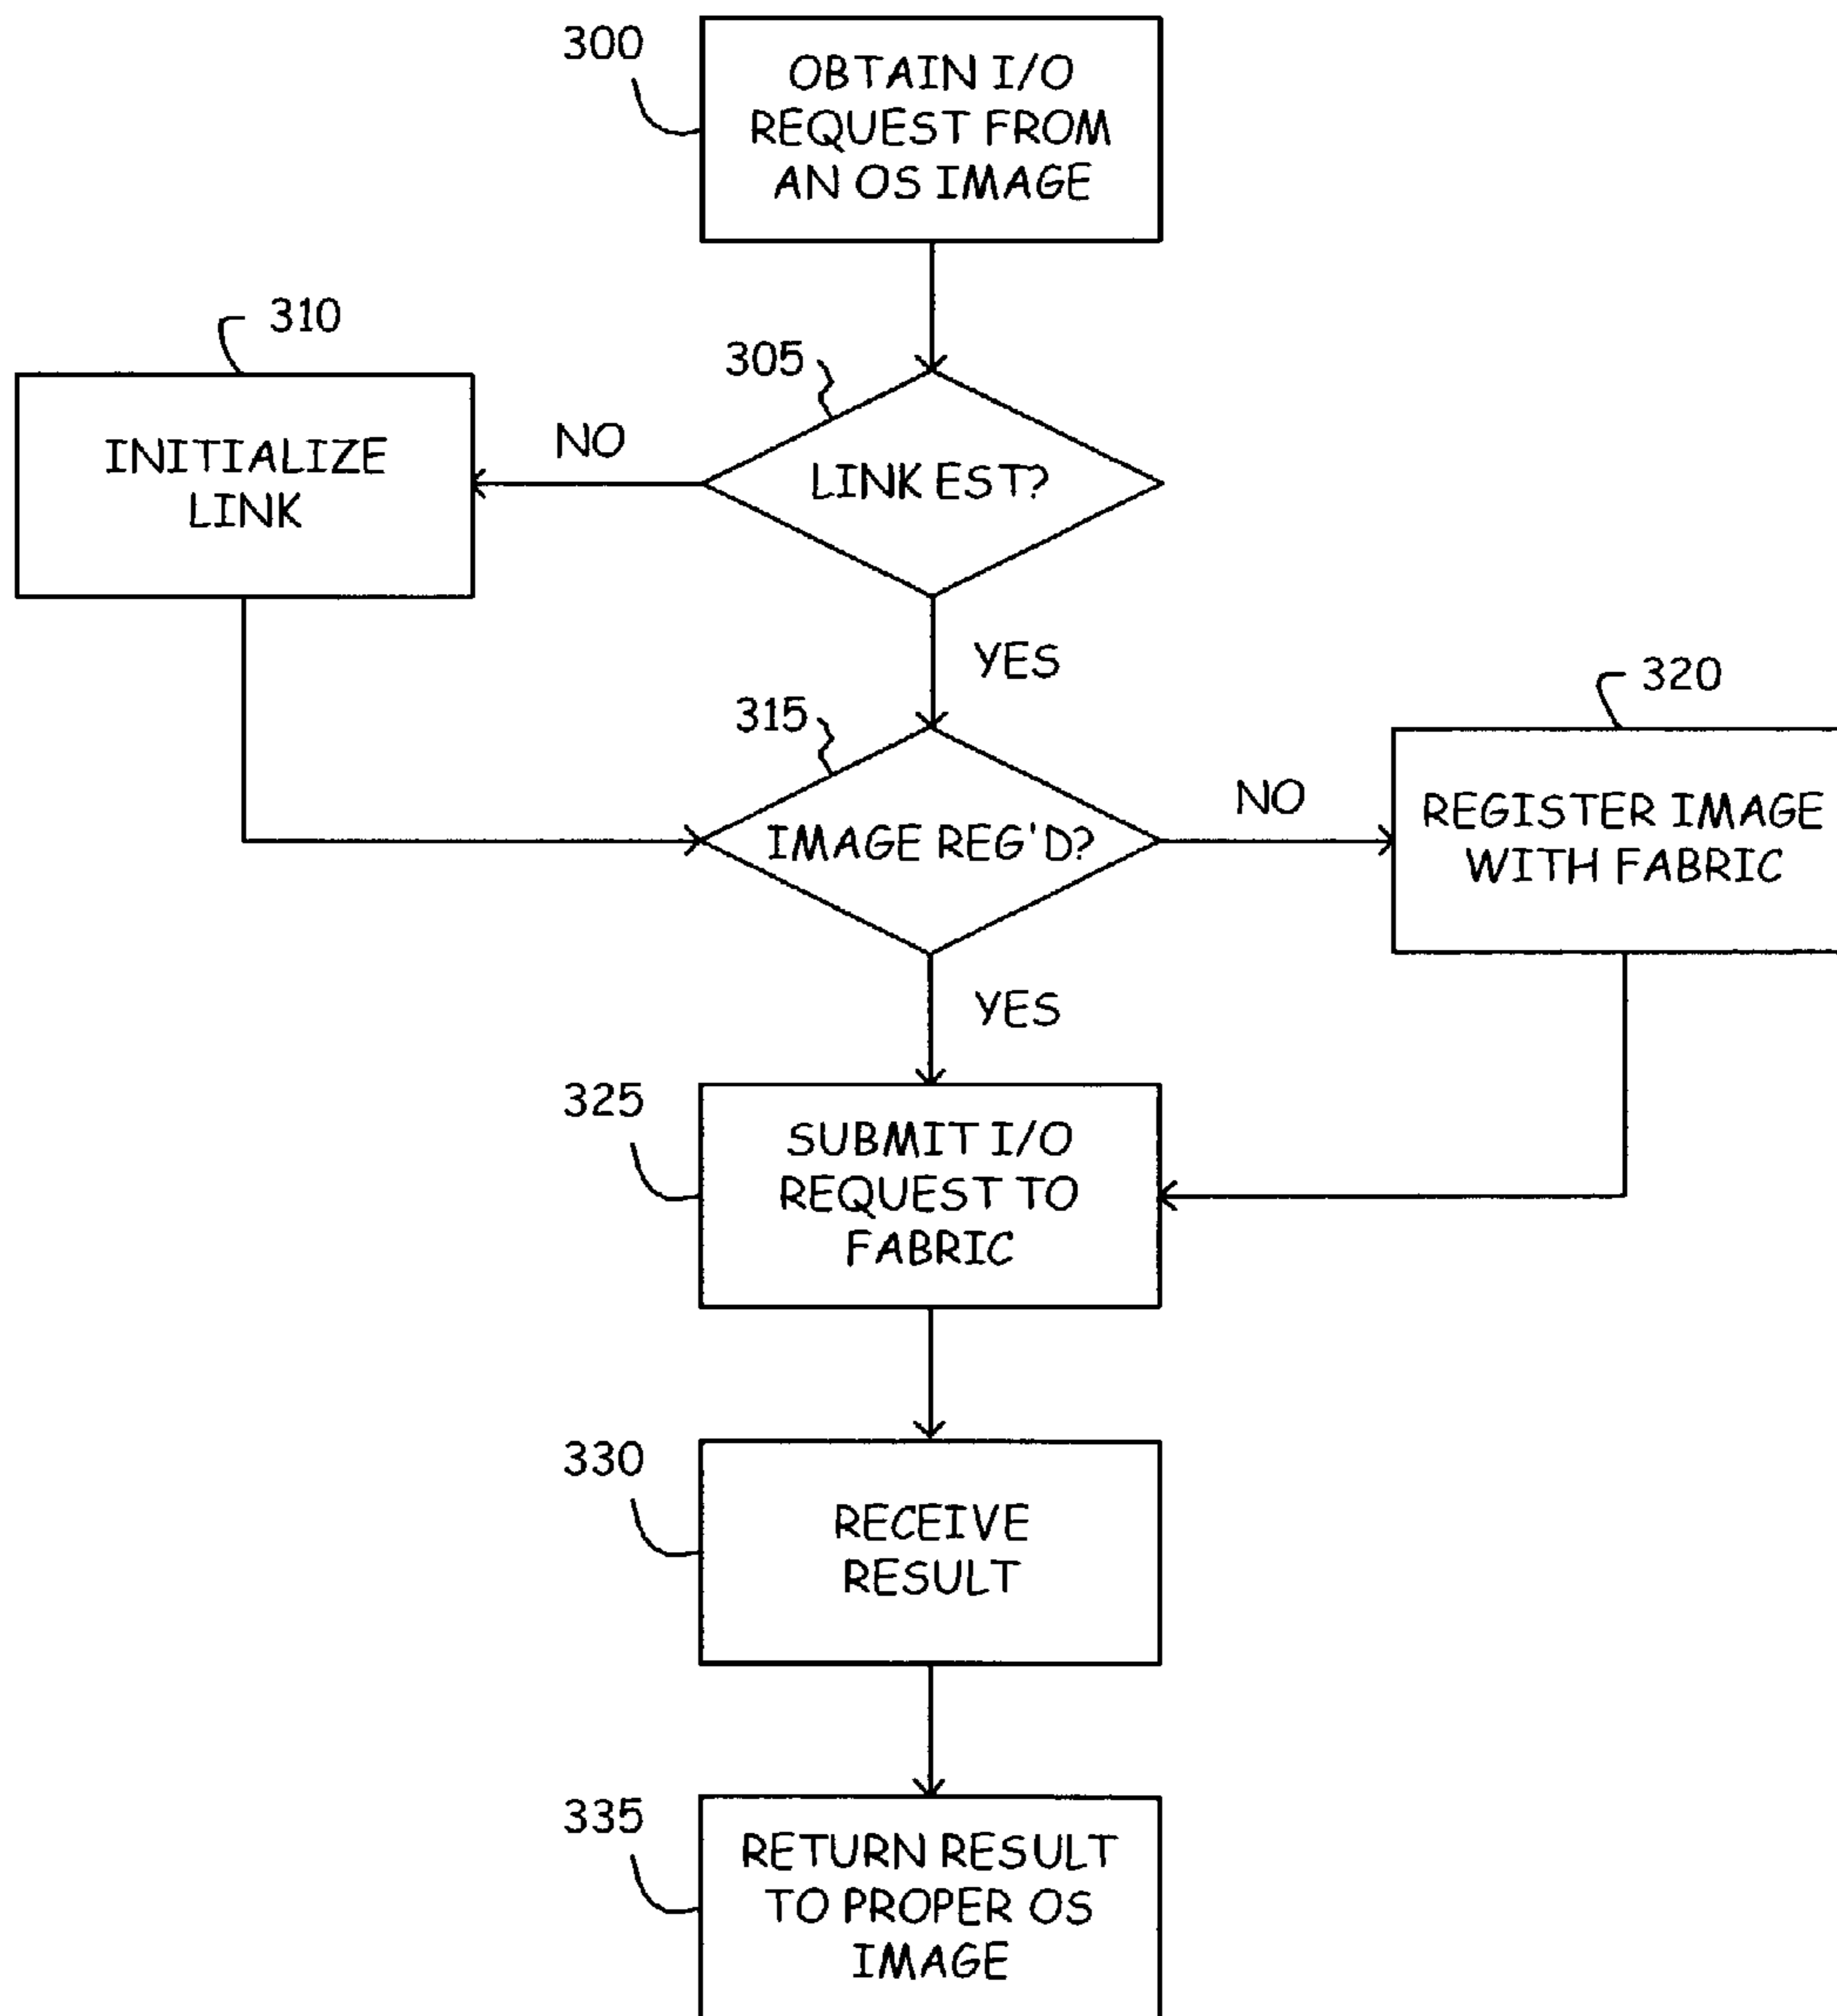 300
OBTAIN I/O
REQUEST FROM
AN OS IMAGE
310
305
INITIALIZE
LINK
NO
LINK EST?
YES
315
320
IMAGE REG'D?
NO
REGISTER IMAGE
WITH FABRIC
YES
325
SUBMIT I/O
REQUEST TO
FABRIC
330
RECEIVE
RESULT
335
RETURN RESULT
TO PROPER OS
IMAGE